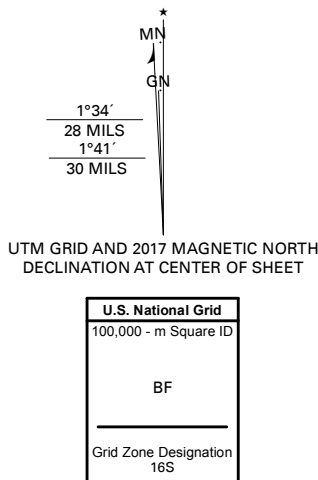 ★
MN
GN
1°34´
28 MILS
1°41´
30 MILS
UTM GRID AND 2017 MAGNETIC NORTH
DECLINATION AT CENTER OF SHEET
U.S. National Grid
100,000 - m Square ID
BF
Grid Zone Designation
16S